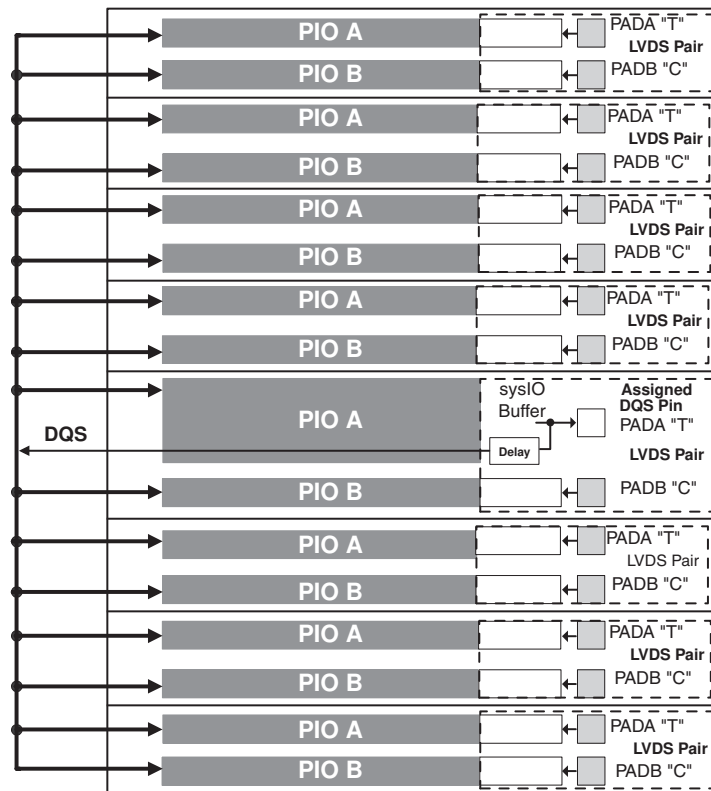 PIO A PADA "T"
LVDS Pair
PIO B PADB "C"
PIO A PADA "T"
LVDS Pair
PIO B PADB "C"
PIO A PADA "T"
LVDS Pair
PIO B PADB "C"
PIO A PADA "T"
LVDS Pair
PIO B PADB "C"
sysIO Assigned
Buffer DQS Pin
PIO A PADA "T"
DQS Delay LVDS Pair
PIO B PADB "C"
PIO A PADA "T"
LVDS Pair
PIO B PADB "C"
PIO A PADA "T"
LVDS Pair
PIO B PADB "C"
PIO A PADA "T"
LVDS Pair
PIO B PADB "C"